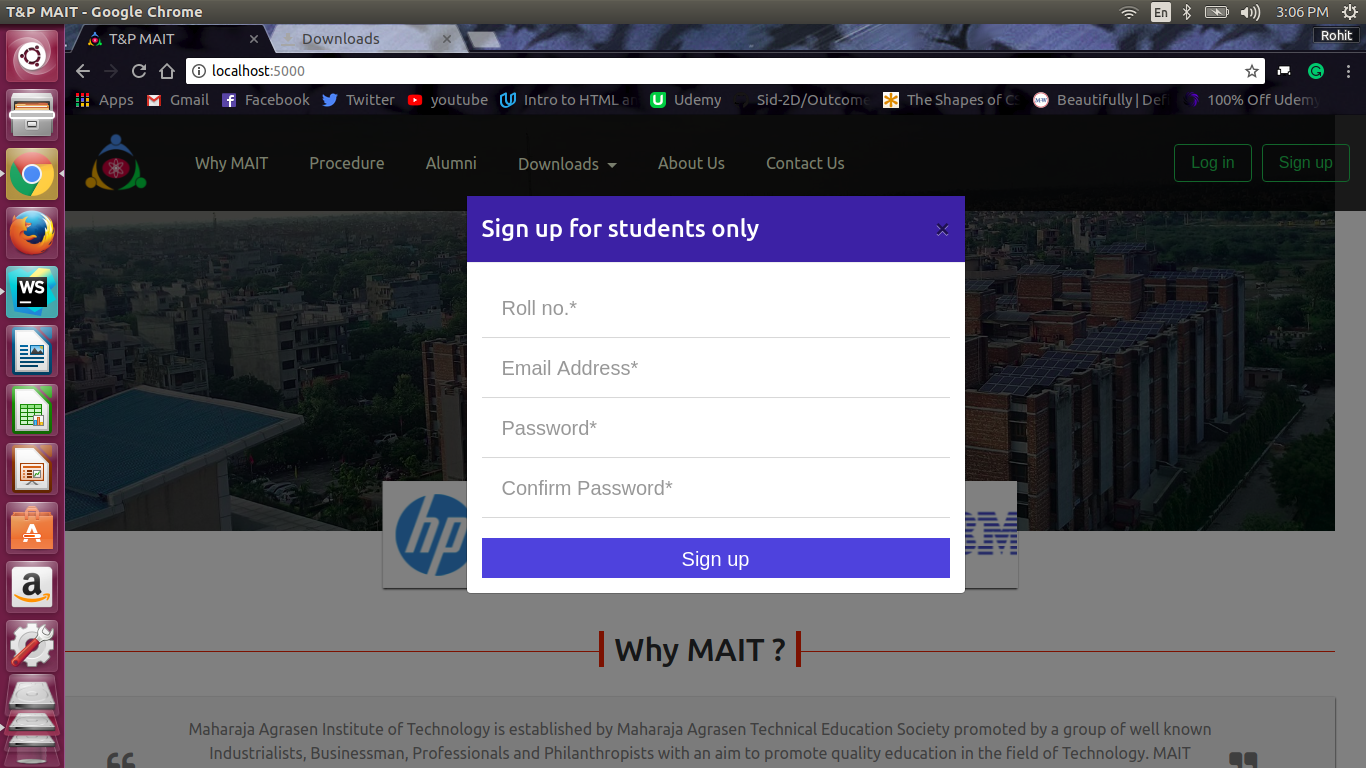 T&P MAIT - Google Chrome
En
3:06 PM
T&P MAIT
Downloads
Rohit
localhost:5000
Apps
Gmail
Facebook
Twitter
youtube
Intro to HTML an
Udemy
Sid-2D/Outcome
The Shapes of C
Beautifully | Def
100% Off Udemy
Why MAIT
Procedure
Alumni
Downloads
About Us
Contact Us
Log in
Sign up
Sign up for students only
×
Roll no.*
Email Address*
Password*
Confirm Password*
Sign up
hp
BM
WS
a
Why MAIT ?
Maharaja Agrasen Institute of Technology is established by Maharaja Agrasen Technical Education Society promoted by a group of well known
Industrialists, Businessman, Professionals and Philanthropists with an aim to promote quality education in the field of Technology. MAIT